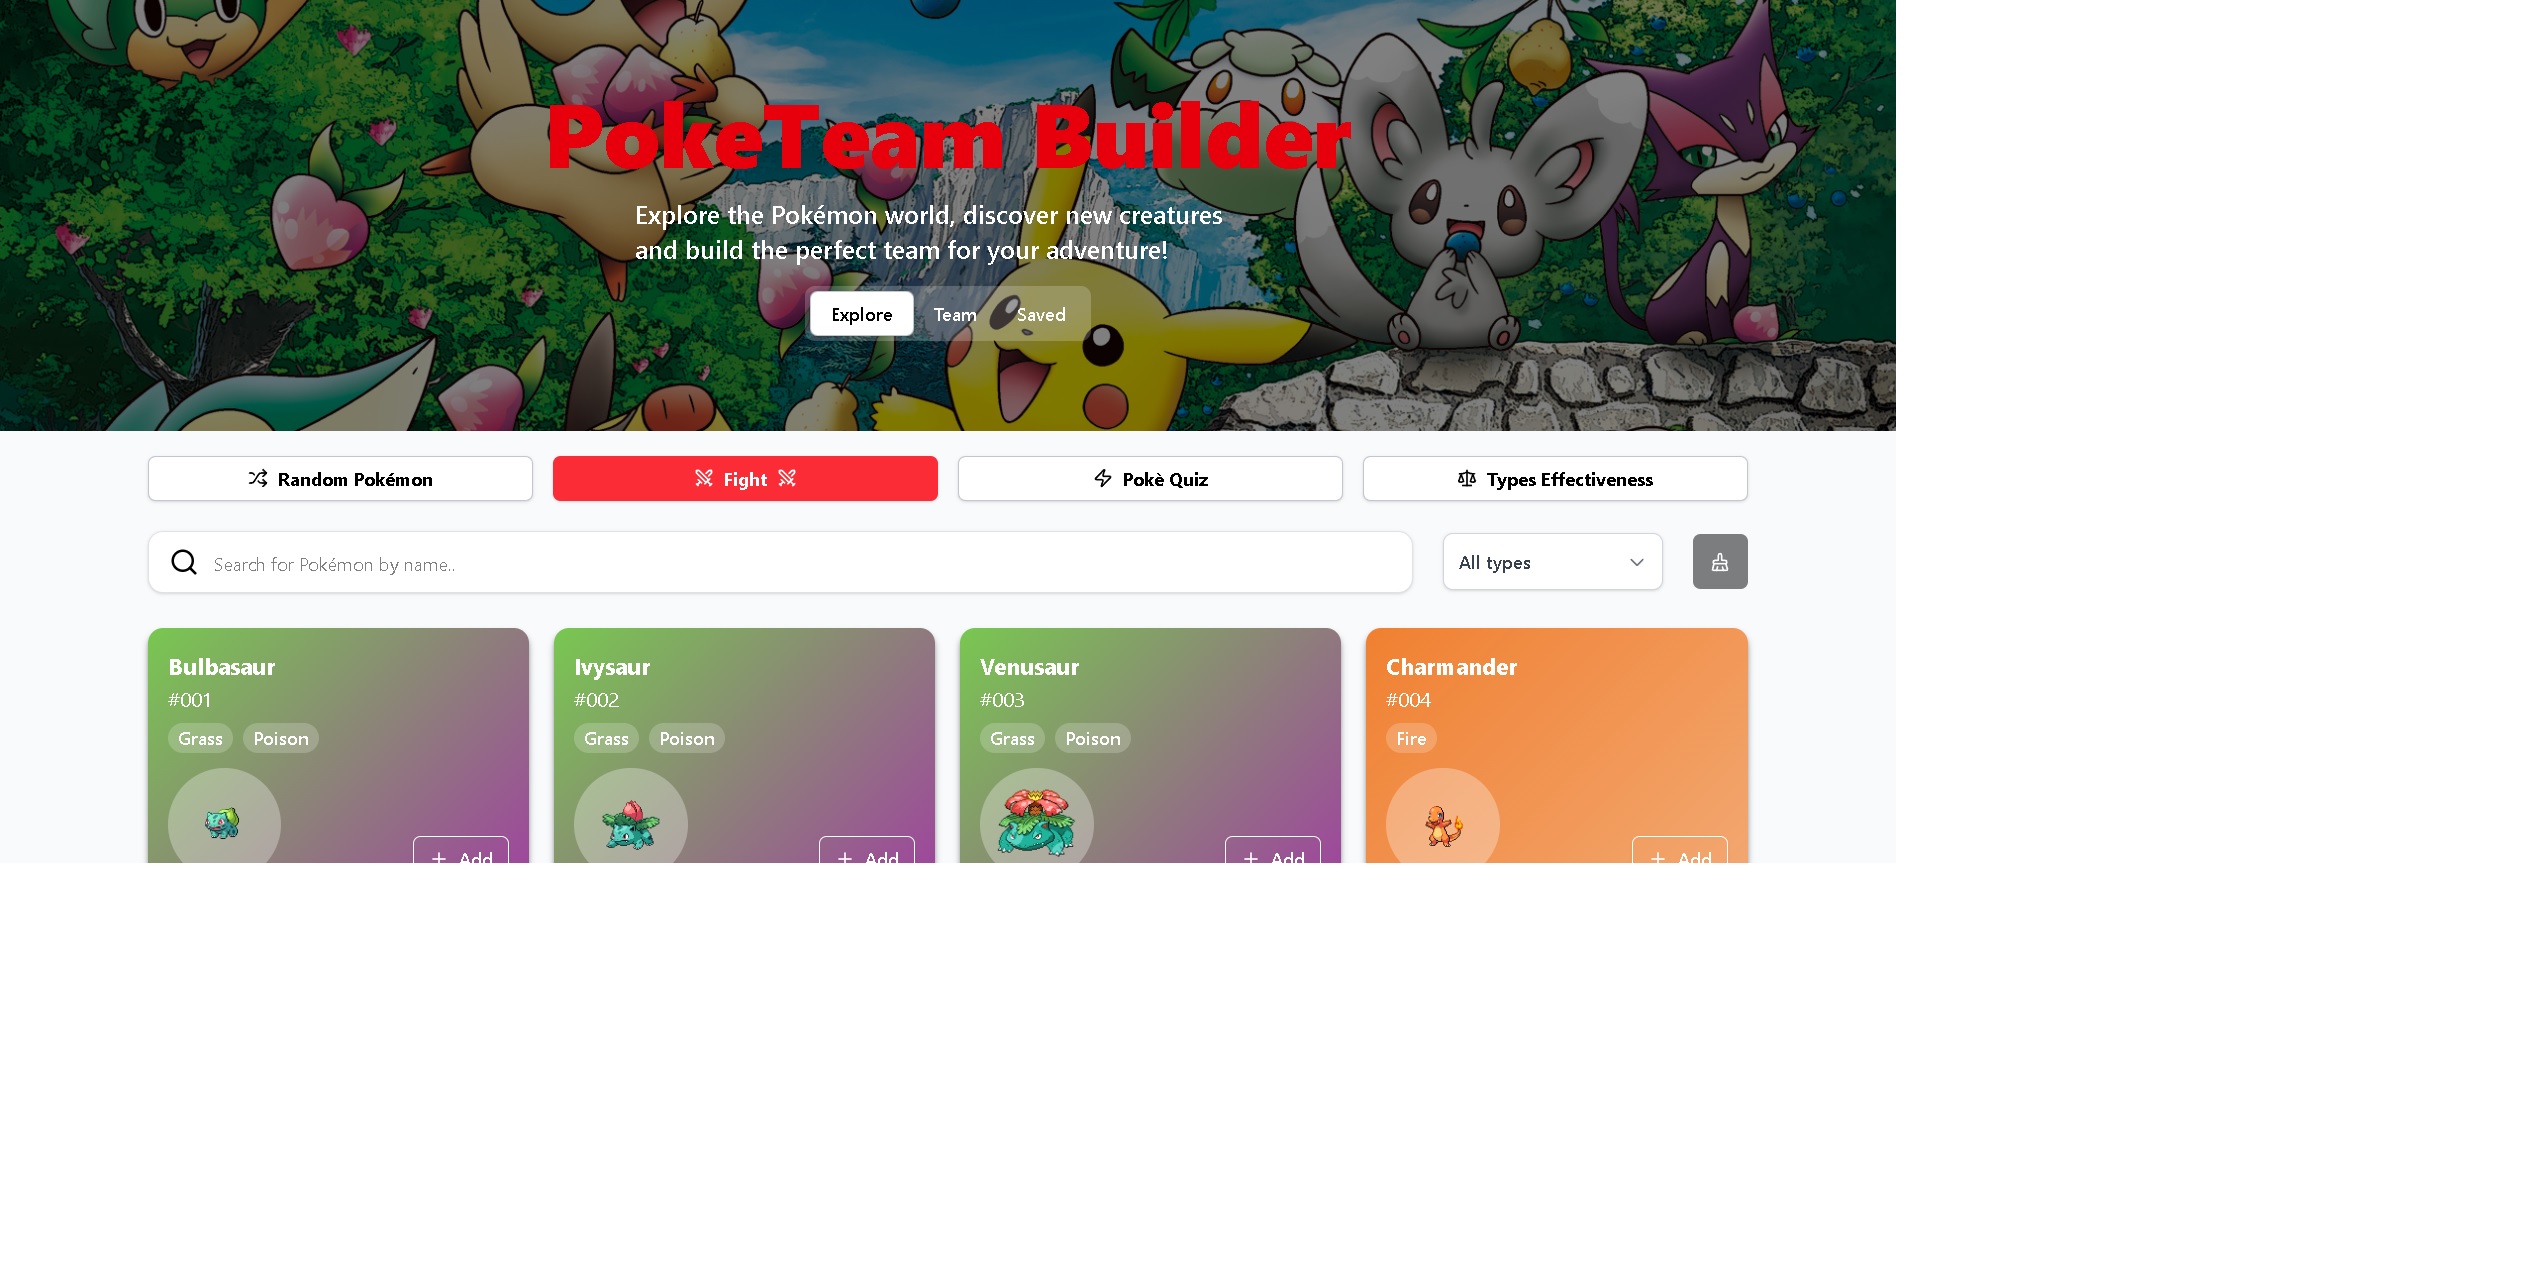 PokeTeam Builder
Explore the Pokémon world, discover new creatures
and build the perfect team for your adventure!
Explore Team Saved
Random Pokémon Fight Pokè Quiz Types Effectiveness
Search for Pokémon by name.. All types
Bulbasaur Ivysaur Venusaur Charmander
#001 #002 #003 #004
Grass Poison Grass Poison Grass Poison Fire
+ Add + Add + Add + Add